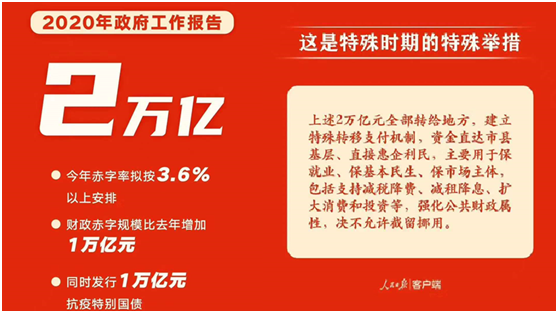 2020年政府工作报告
2万亿
今年赤字率拟按3.6%
以上安排
财政赤字规模比去年增加
1万亿元
同时发行1万亿元
抗疫特别国债
这是特殊时期的特殊举措
上述2万亿元全部转给地方，建立
特殊转移支付机制，资金直达市县
基层、直接惠企利民，主要用于保
就业、保基本民生、保市场主体，
包括支持减税降费、减租降息、扩
大消费和投资等，强化公共财政属
性，决不允许截留挪用。
人民日报 客户端